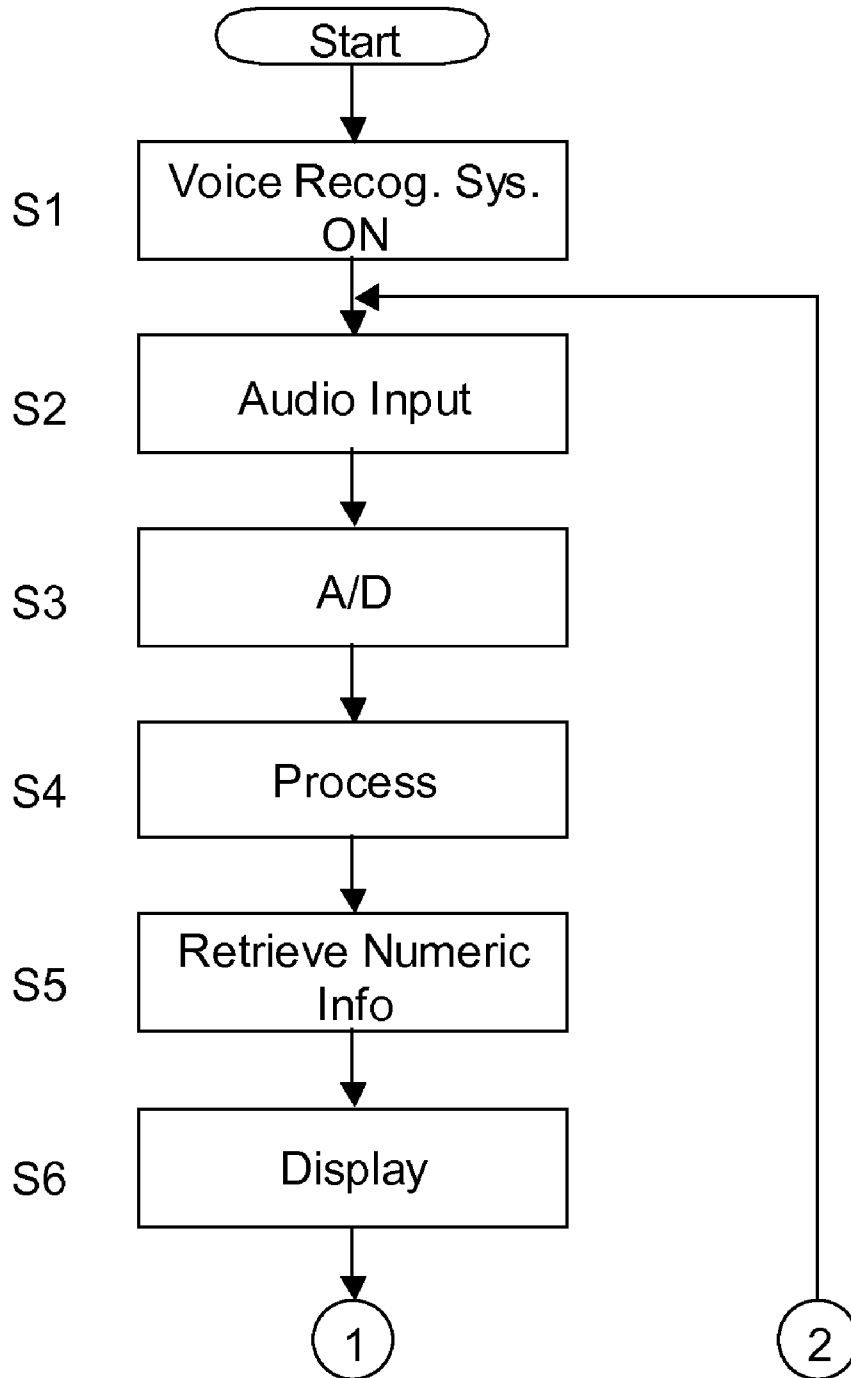 Start
S1
Voice Recog. Sys.
ON
S2
Audio Input
S3
A/D
S4
Process
S5
Retrieve Numeric
Info
S6
Display
1
2